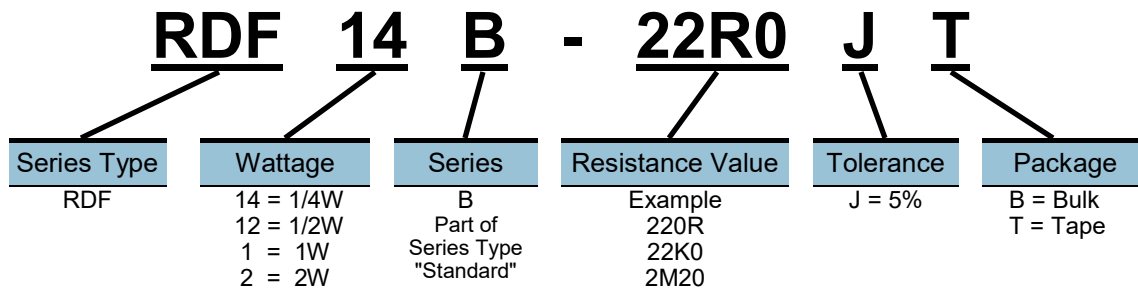 RDF 14 B - 22R0 J T
Series Type
RDF
Wattage
14 = 1/4W
12 = 1/2W
1 = 1W
2 = 2W
Series
B
Part of
Series Type
"Standard"
Resistance Value
Example
220R
22K0
2M20
Tolerance
J = 5%
Package
B = Bulk
T = Tape